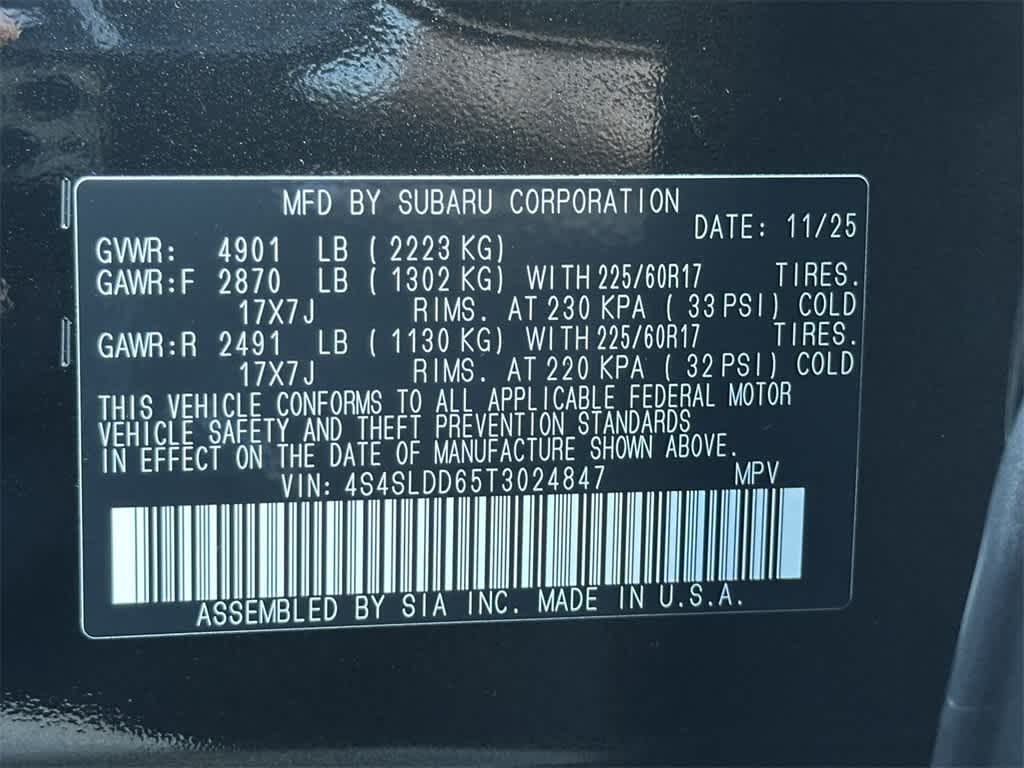 MFD BY SUBARU CORPORATION
DATE: 11/25
GVWR: 4901 LB ( 2223 KG)
GAWR:F 2870 LB ( 1302 KG) WITH 225/60R17 TIRES.
17X7J RIMS. AT 230 KPA ( 33 PSI) COLD
GAWR:R 2491 LB ( 1130 KG) WITH 225/60R17 TIRES.
17X7J RIMS. AT 220 KPA ( 32 PSI) COLD
THIS VEHICLE CONFORMS TO ALL APPLICABLE FEDERAL MOTOR
VEHICLE SAFETY AND THEFT PREVENTION STANDARDS
IN EFFECT ON THE DATE OF MANUFACTURE SHOWN ABOVE.
VIN: 4S4SLDD65T3024847 MPV
ASSEMBLED BY SIA INC. MADE IN U.S.A.